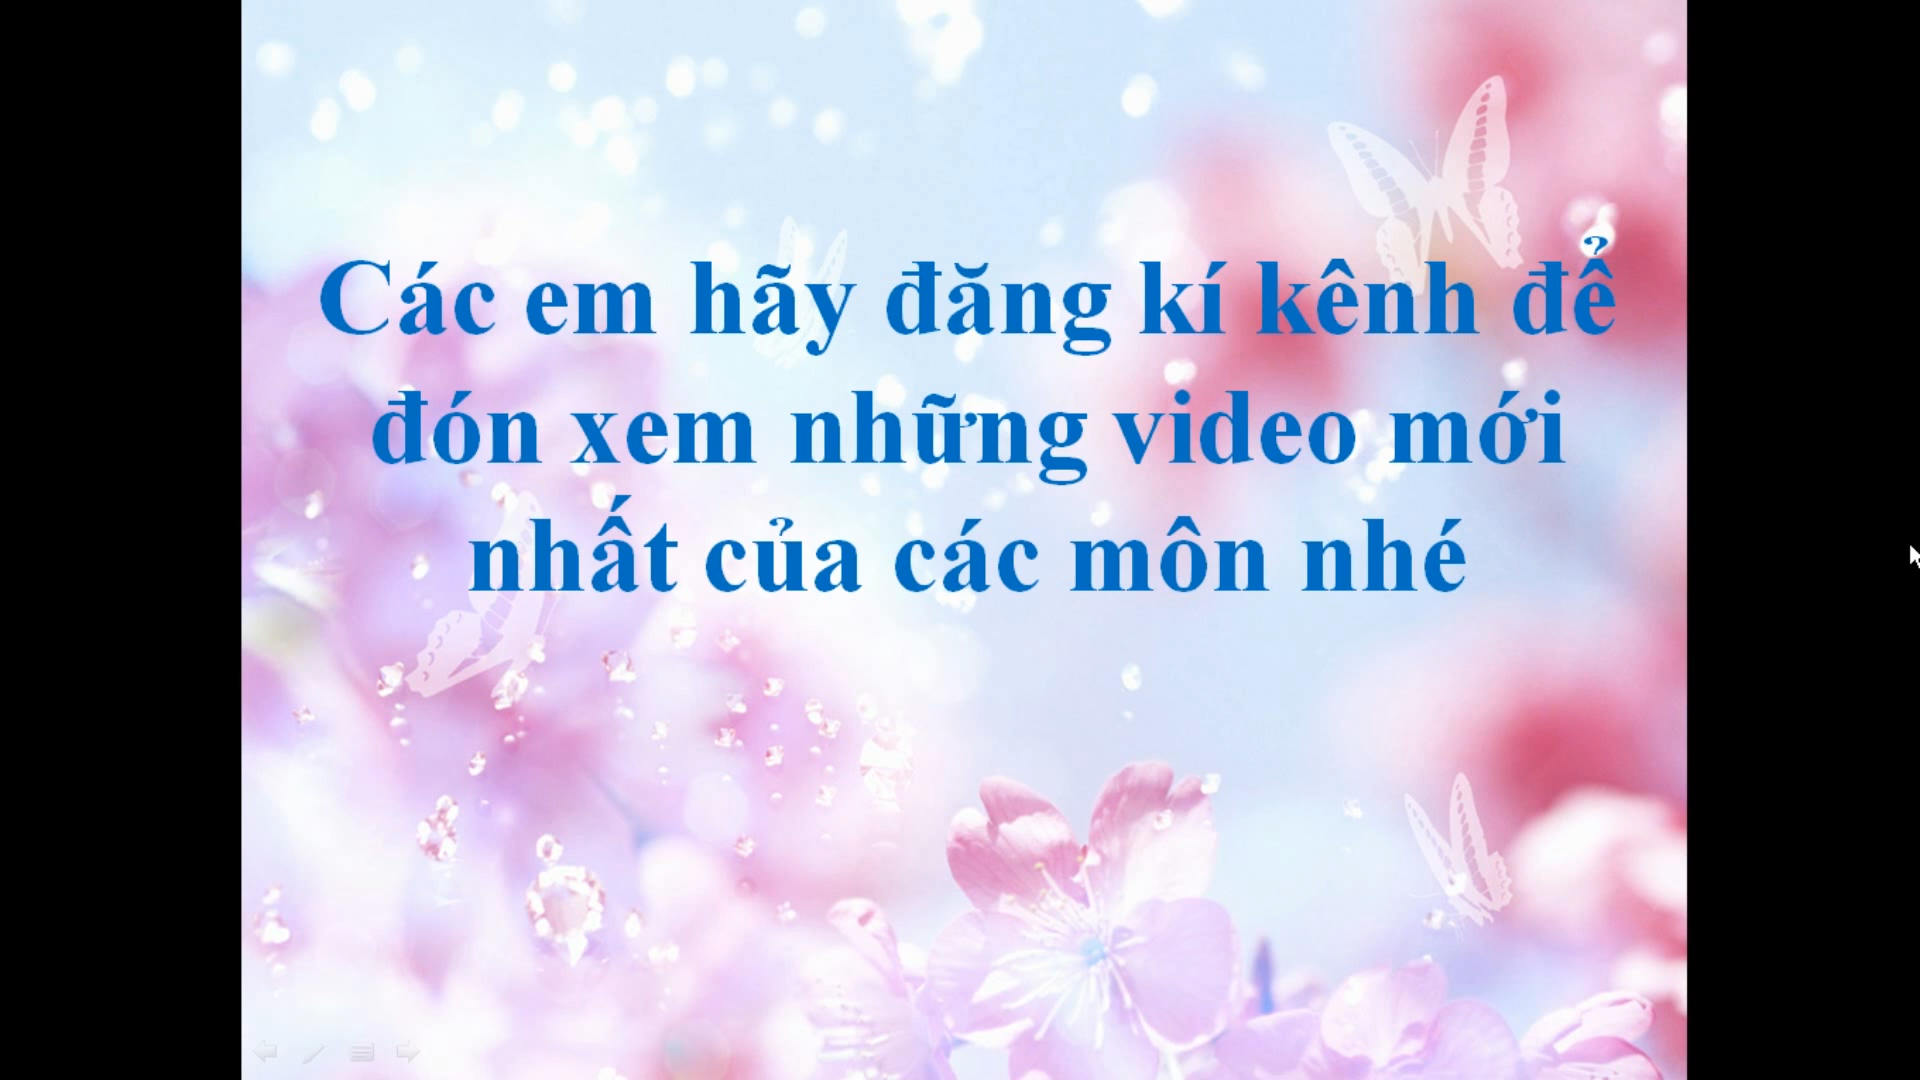 Các em hãy đăng kí kênh để
đón xem những video mới
nhất của các môn nhé